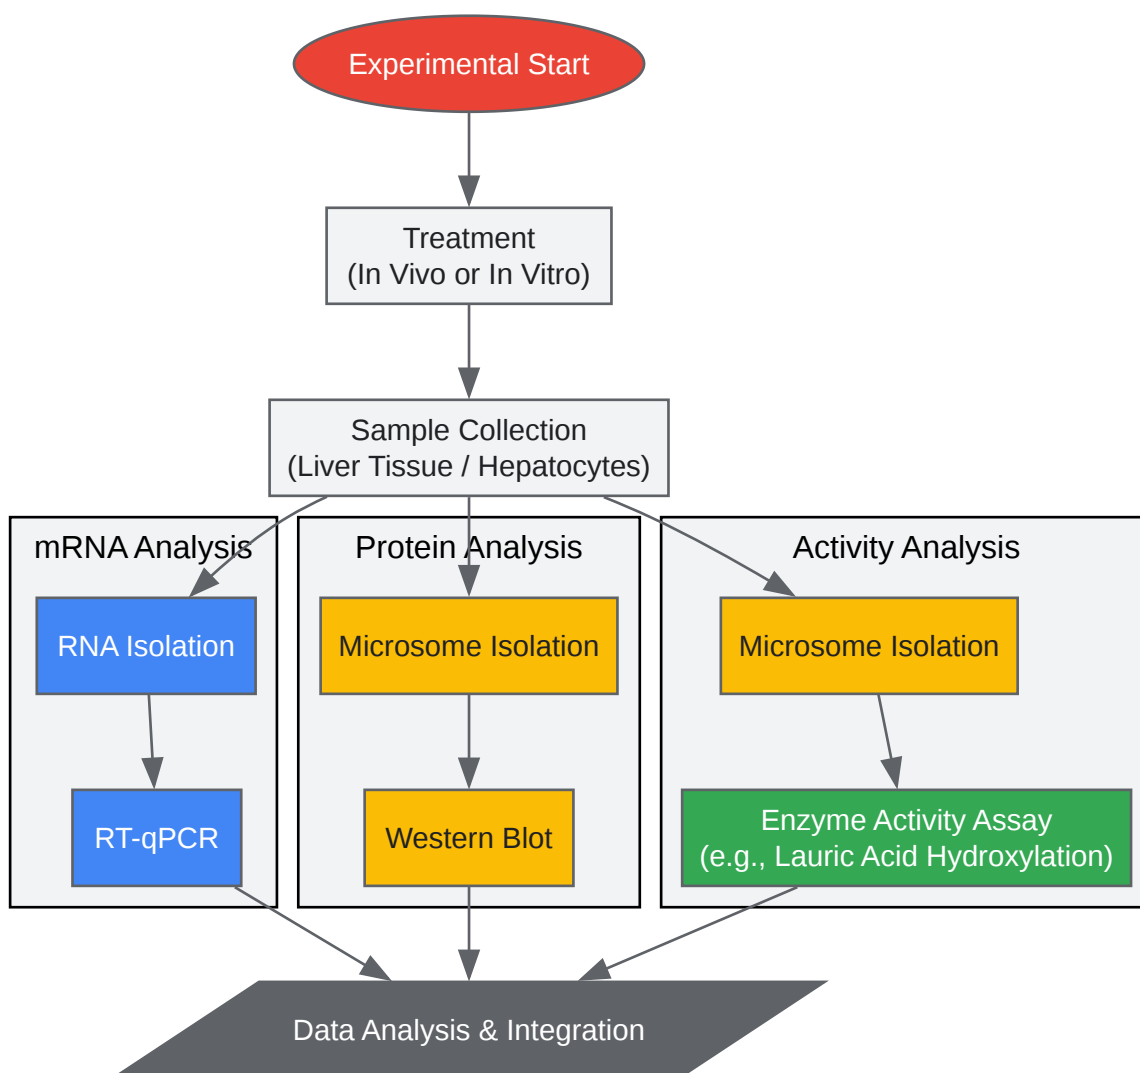 Experimental Start
Treatment
(In Vivo or In Vitro)
Sample Collection
(Liver Tissue / Hepatocytes)
mRNA Analysis
RNA Isolation
RT-qPCR
Protein Analysis
Microsome Isolation
Western Blot
Activity Analysis
Microsome Isolation
Enzyme Activity Assay
(e.g., Lauric Acid Hydroxylation)
Data Analysis & Integration